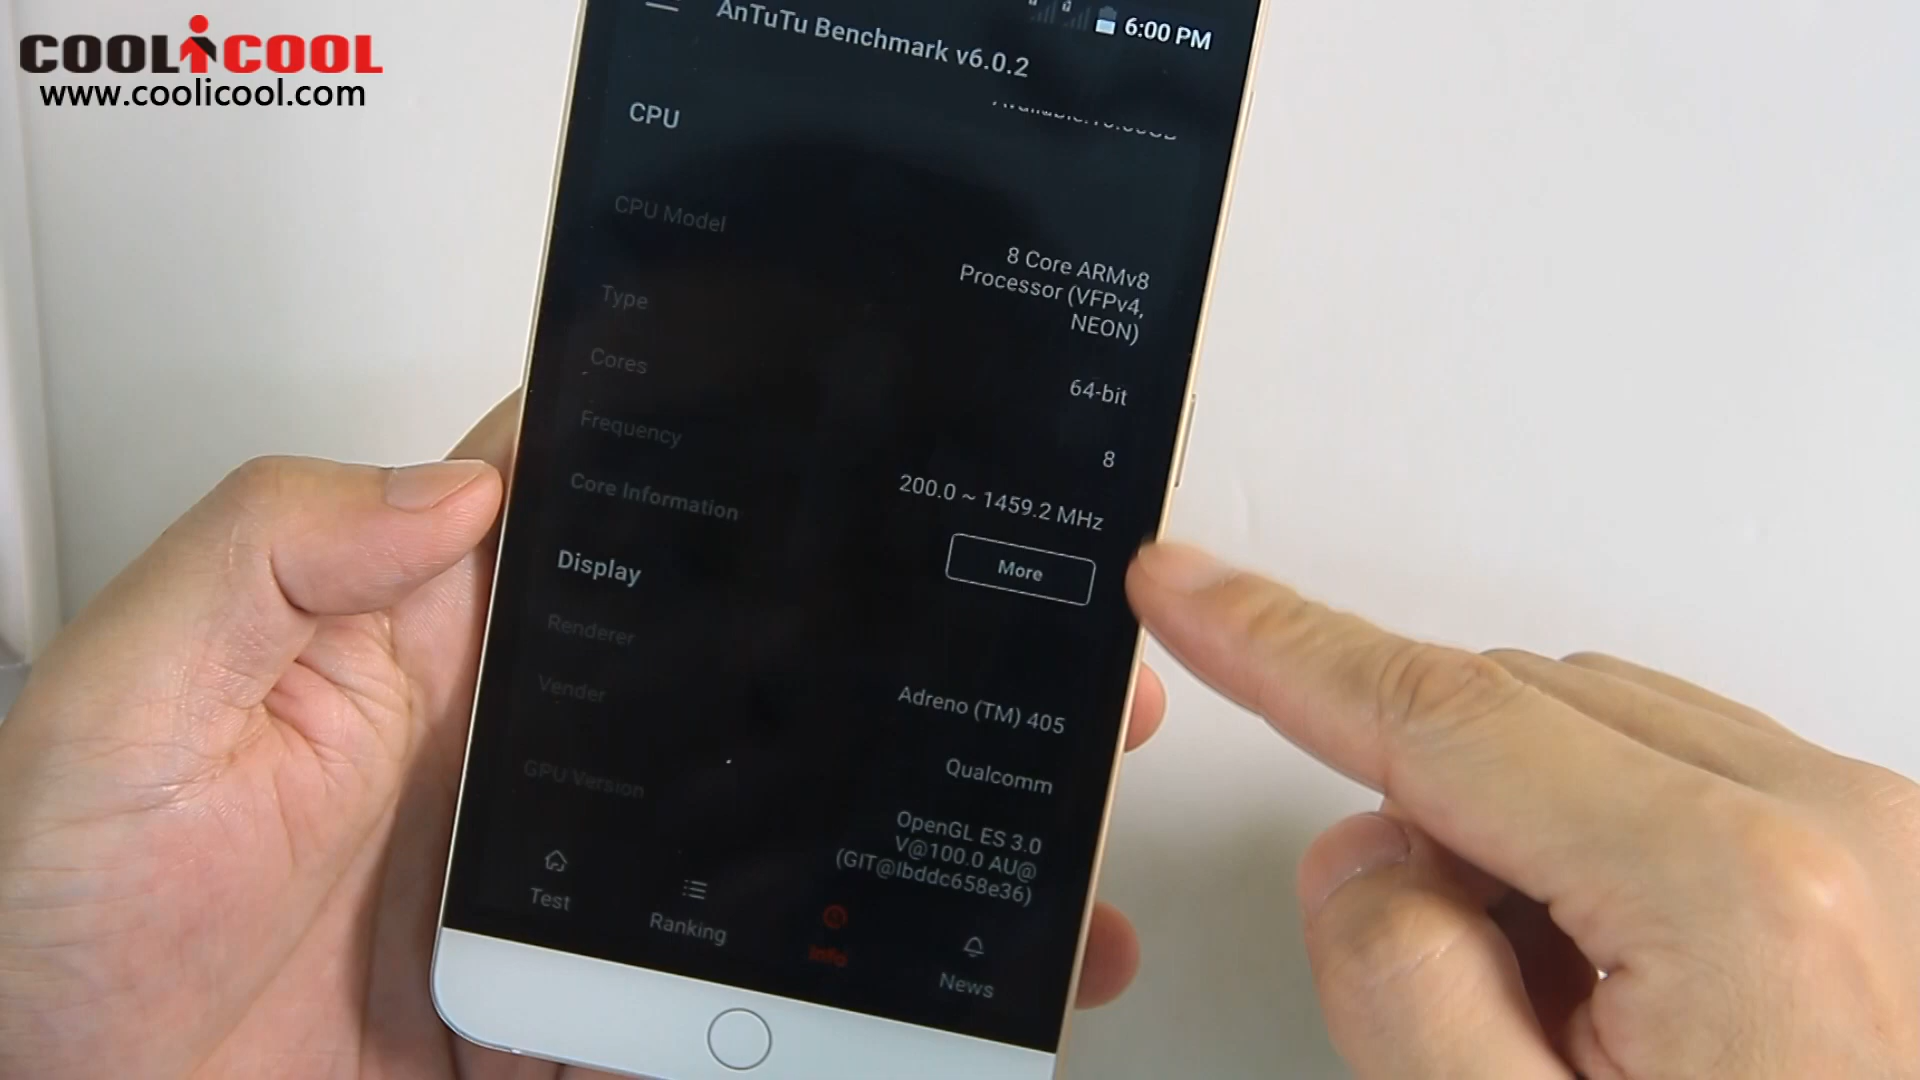 COOLiCOOL
www.coolicool.com
6:00 PM
AnTuTu Benchmark v6.0.2
CPU
CPU Model
8 Core ARMv8
Processor (VFPv4,
NEON)
Type
64-bit
Cores
8
Frequency
200.0 ~ 1459.2 MHz
Core Information
More
Display
Renderer
Adreno (TM) 405
Vender
Qualcomm
GPU Version
OpenGL ES 3.0
V@100.0 AU@
(GIT@Ibddc658e36)
Test
Ranking
Info
News